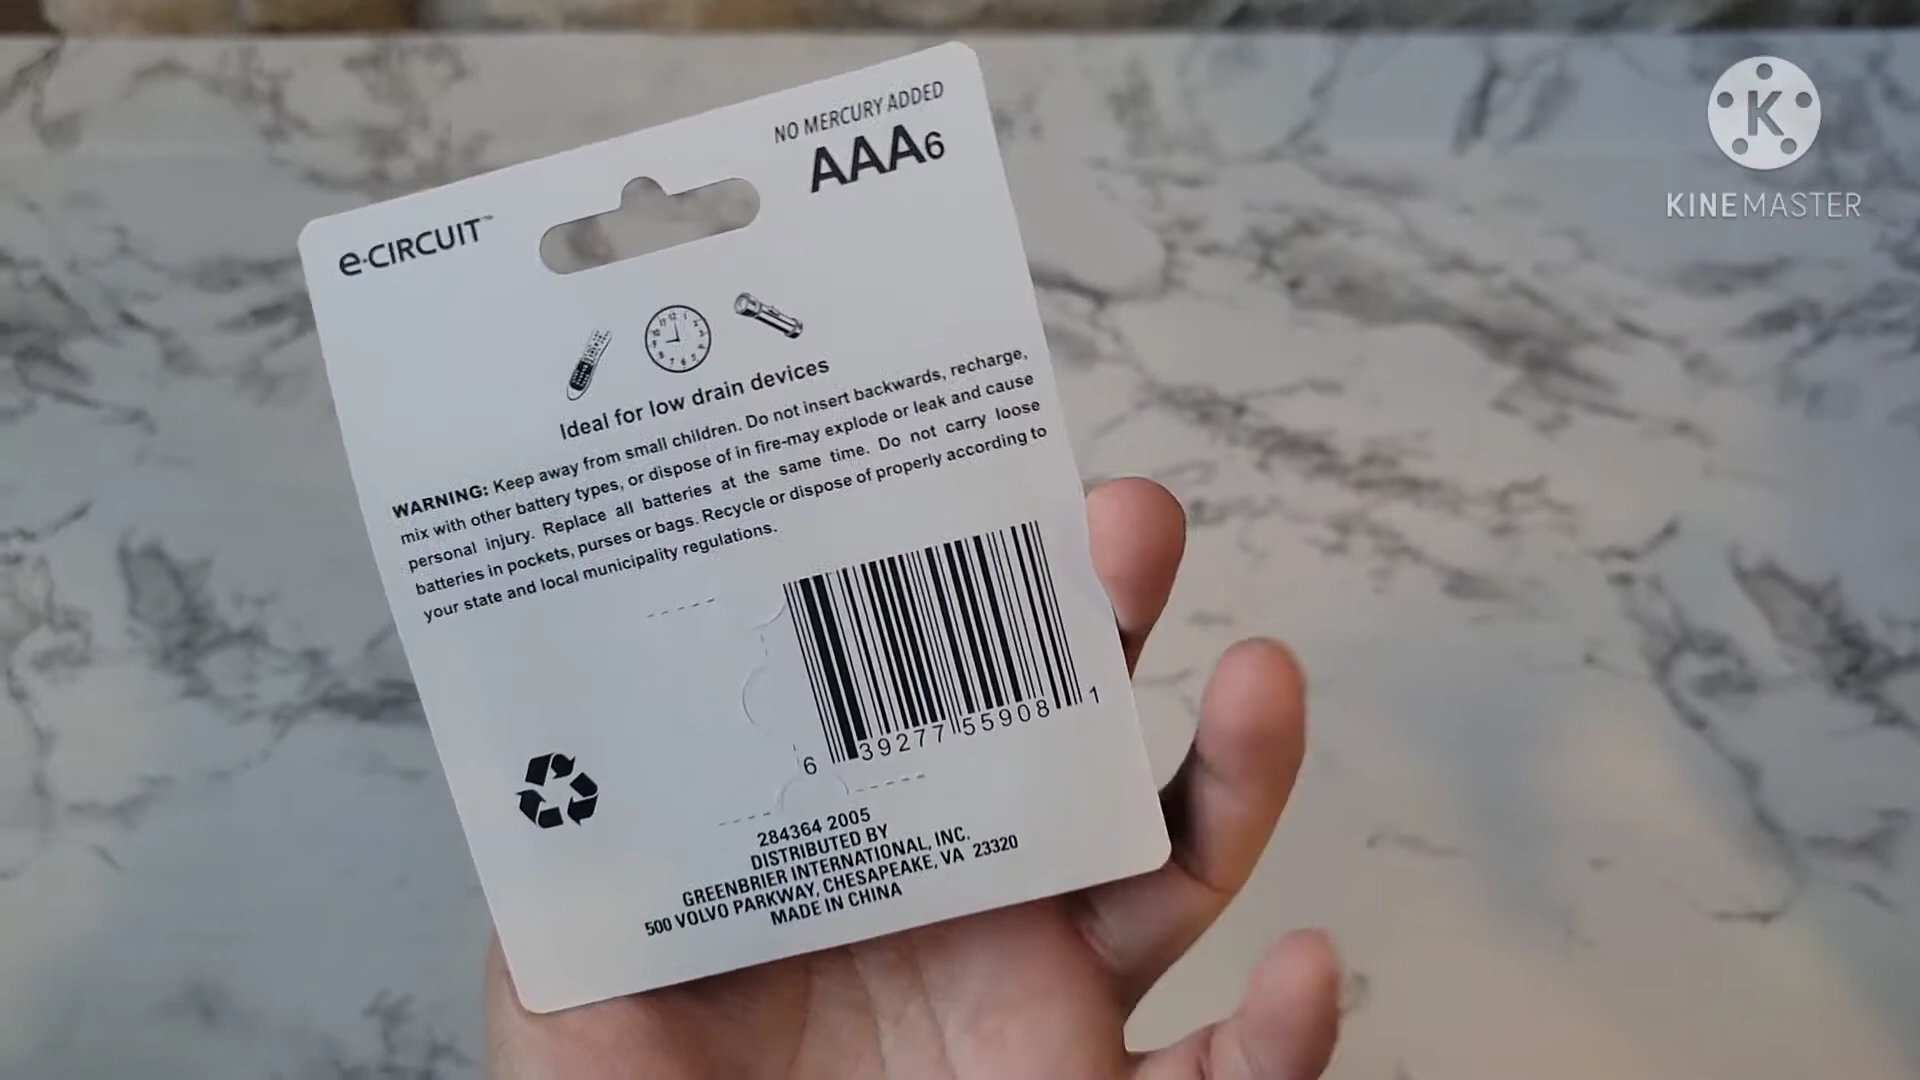 NO MERCURY ADDED
AAA6
e·CIRCUIT™
Ideal for low drain devices
WARNING: Keep away from small children. Do not insert backwards, recharge,
mix with other battery types, or dispose of in fire-may explode or leak and cause
personal injury. Replace all batteries at the same time. Do not carry loose
batteries in pockets, purses or bags. Recycle or dispose of properly according to
your state and local municipality regulations.
6 39277 55908 1
284364 2005
DISTRIBUTED BY
GREENBRIER INTERNATIONAL, INC.
500 VOLVO PARKWAY, CHESAPEAKE, VA 23320
MADE IN CHINA
K
KINEMASTER